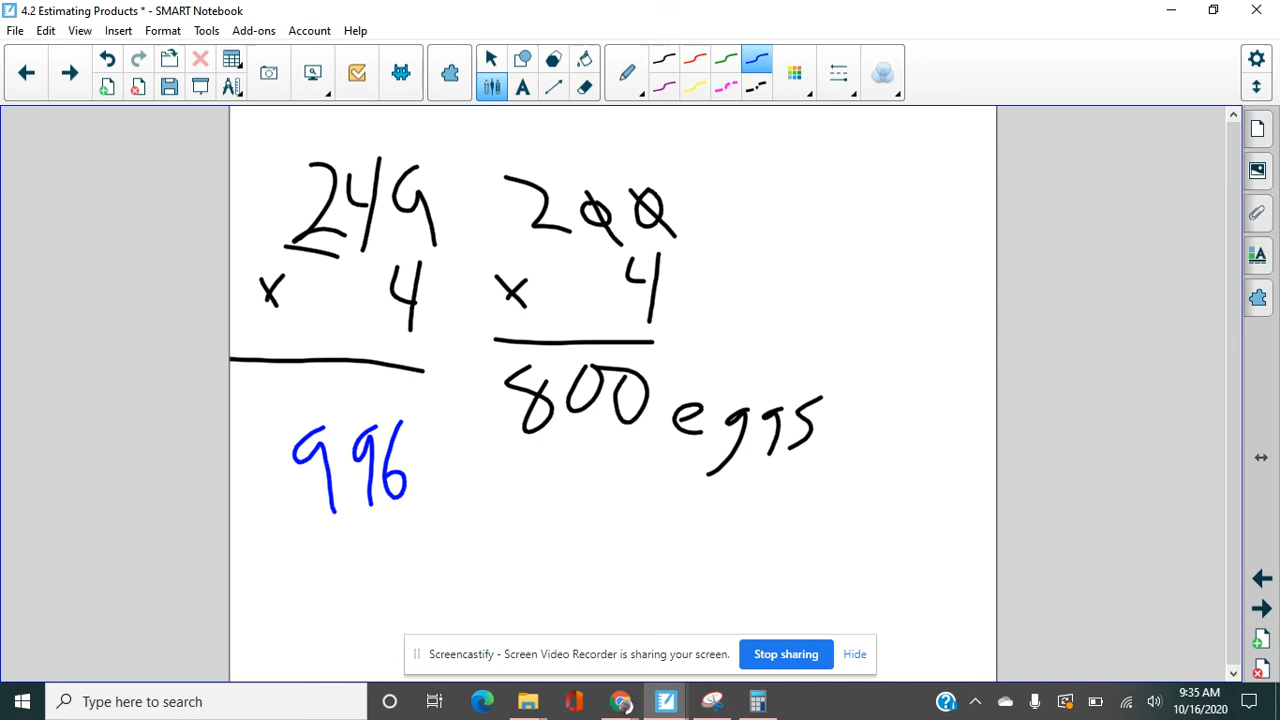 4.2 Estimating Products * - SMART Notebook
File Edit View Insert Format Tools Add-ons Account Help
249
x 4
996
200
x 4
800 eggs
Screencastify - Screen Video Recorder is sharing your screen. Stop sharing Hide
Type here to search
9:35 AM
10/16/2020